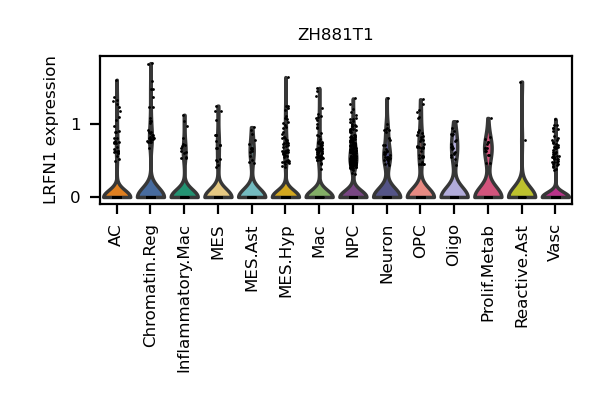 ZH881T1
LRFN1 expression
1
0
AC
Chromatin.Reg
Inflammatory.Mac
MES
MES.Ast
MES.Hyp
Mac
NPC
Neuron
OPC
Oligo
Prolif.Metab
Reactive.Ast
Vasc